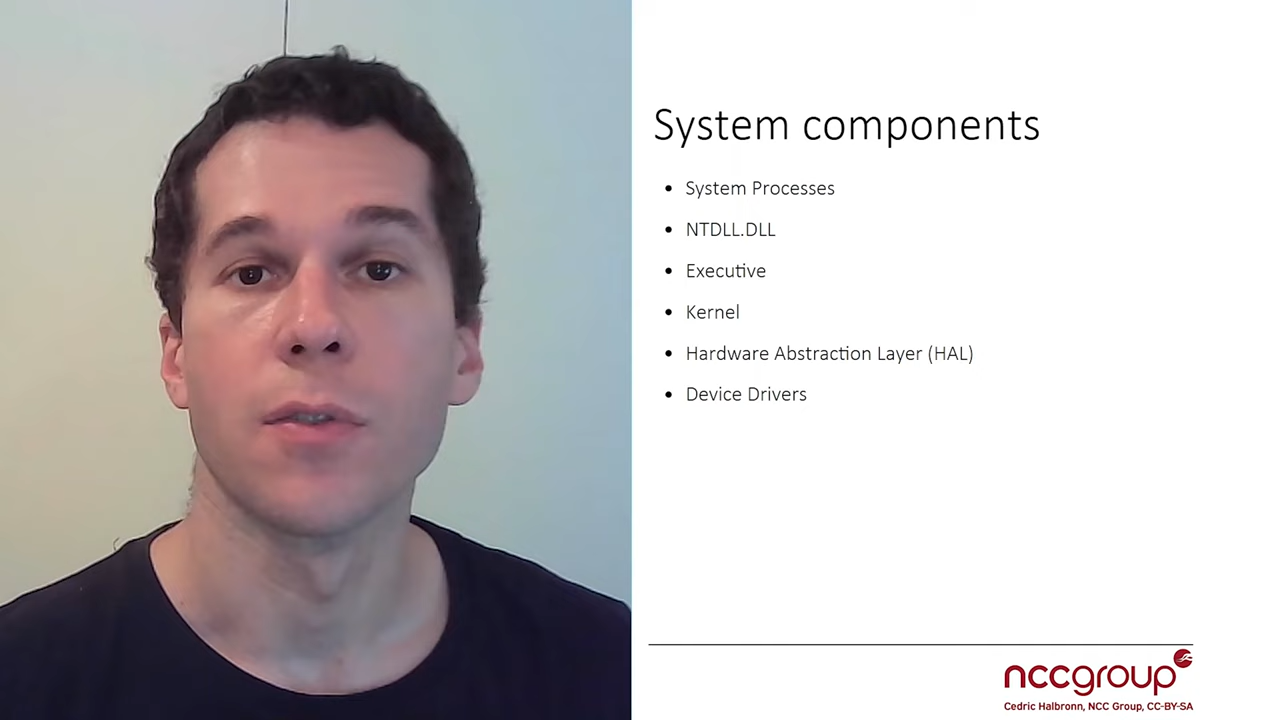 System components
• System Processes
• NTDLL.DLL
• Executive
• Kernel
• Hardware Abstraction Layer (HAL)
• Device Drivers
nccgroup
Cedric Halbronn, NCC Group, CC-BY-SA